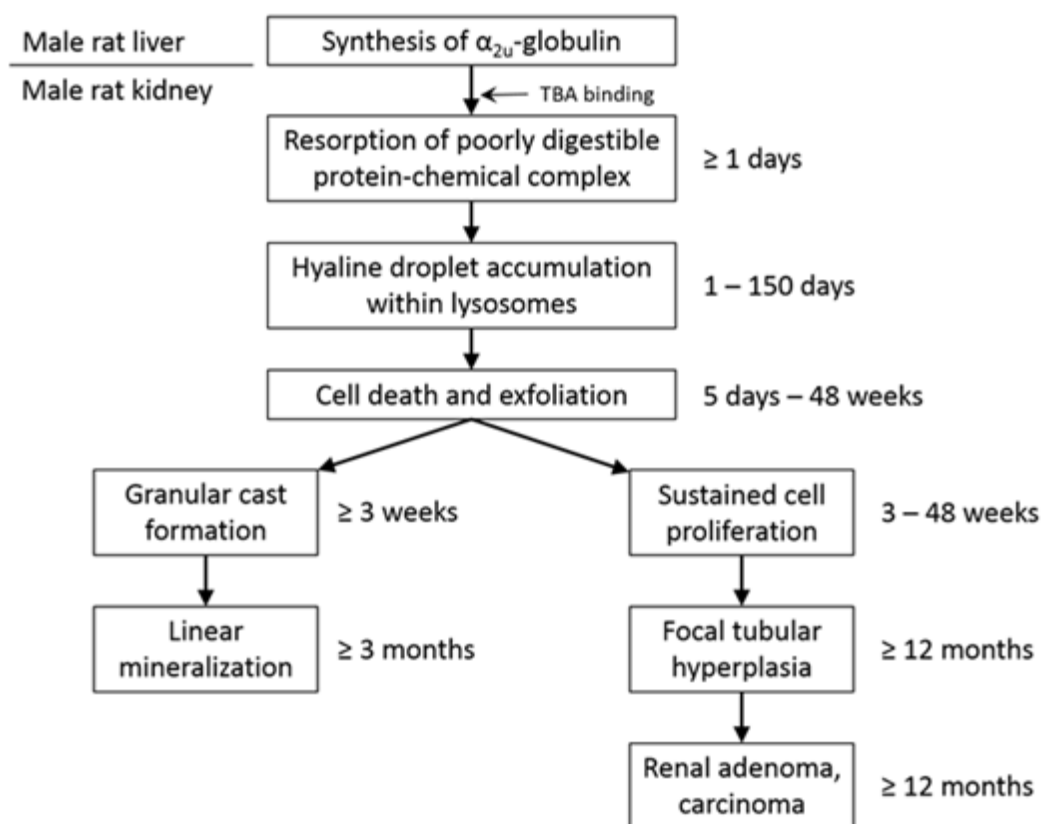 Male rat liver
Synthesis of α2u-globulin
Male rat kidney
TBA binding
Resorption of poorly digestible
protein-chemical complex
≥ 1 days
Hyaline droplet accumulation
within lysosomes
1 – 150 days
Cell death and exfoliation
5 days – 48 weeks
Granular cast
formation
≥ 3 weeks
Sustained cell
proliferation
3 – 48 weeks
Linear
mineralization
≥ 3 months
Focal tubular
hyperplasia
≥ 12 months
Renal adenoma,
carcinoma
≥ 12 months